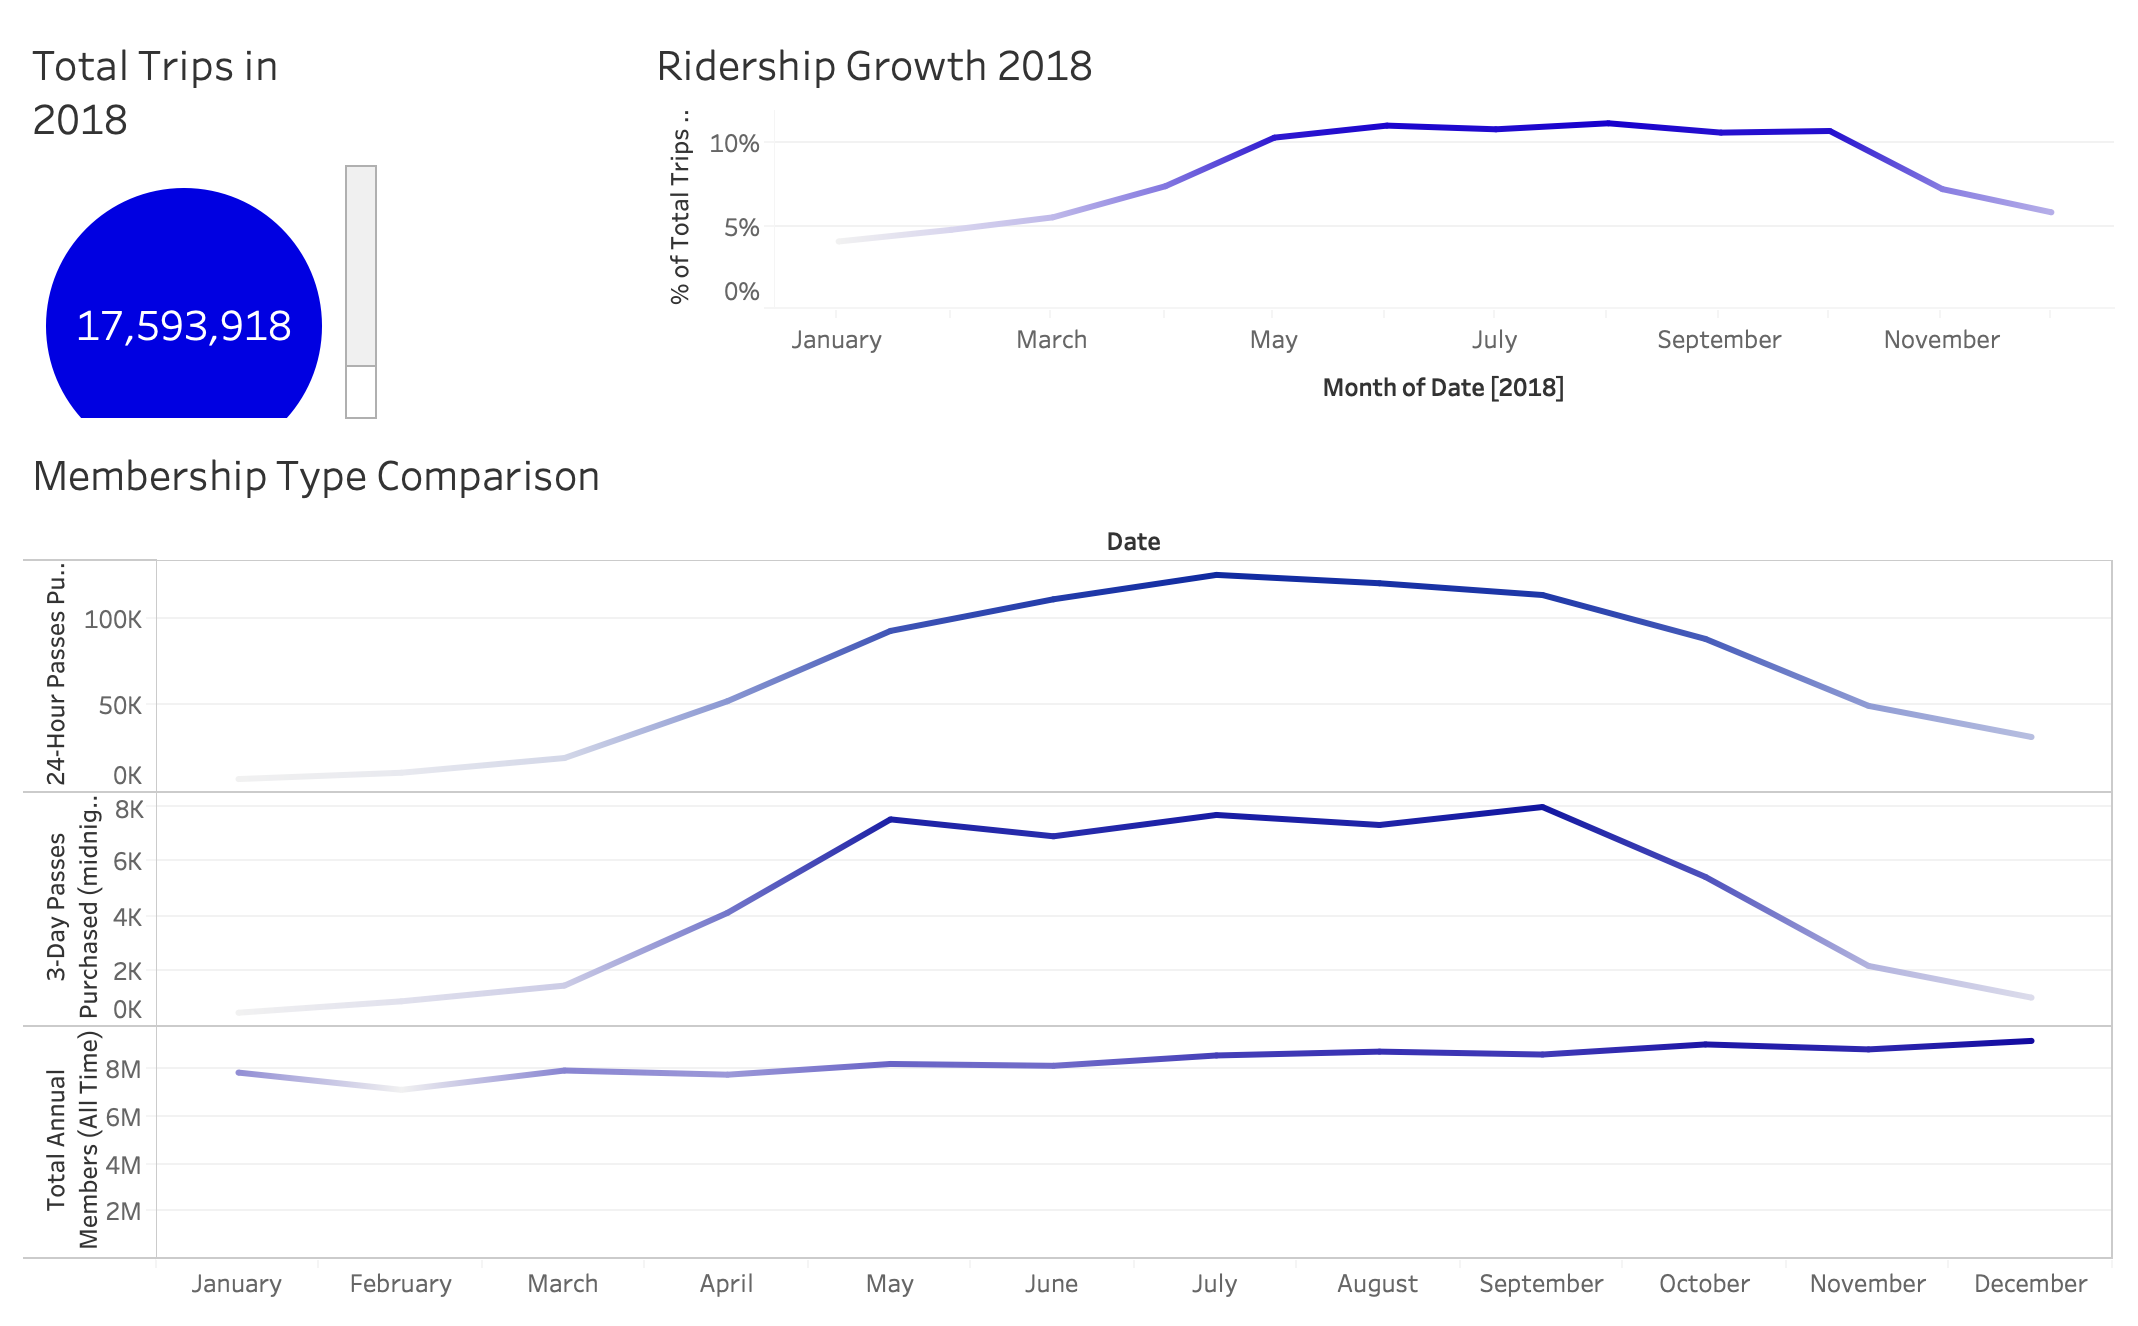 Total Trips in
2018
17,593,918
Ridership Growth 2018
% of Total Trips ..
10%
5%
0%
January March May July September November
Month of Date [2018]
Membership Type Comparison
Date
24-Hour Passes Pu..
100K
50K
0K
3-Day Passes
Purchased (midnig..
8K
6K
4K
2K
0K
Total Annual
Members (All Time)
8M
6M
4M
2M
January February March April May June July August September October November December